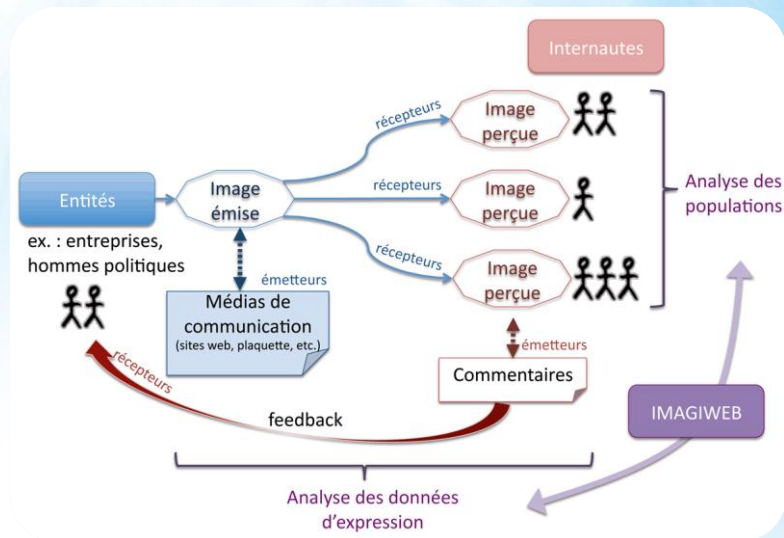 Internautes
récepteurs
Image
perçue
Entités
Image
émise
récepteurs
Image
perçue
Analyse des
populations
ex. : entreprises,
hommes politiques
récepteurs
Image
perçue
émetteurs
Médias de
communication
(sites web, plaquette, etc.)
émetteurs
Commentaires
récepteurs
feedback
IMAGIWEB
Analyse des données
d'expression